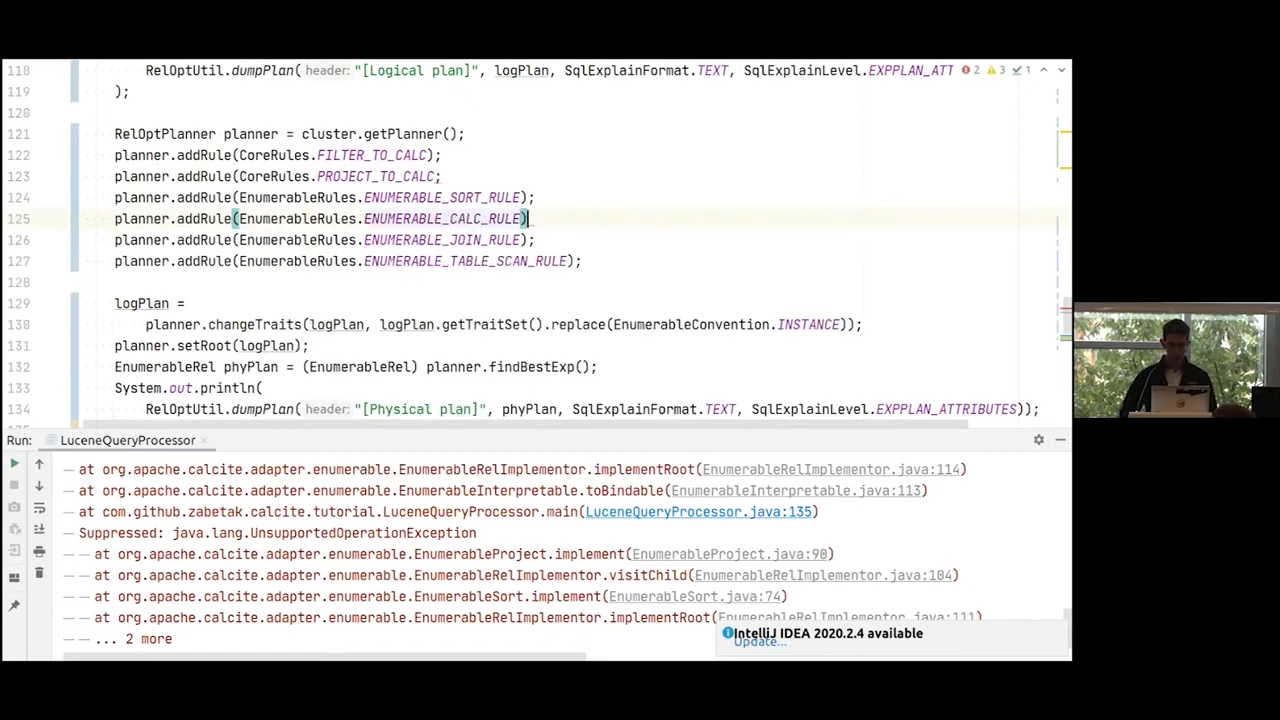 118 RelOptUtil.dumpPlan( header: "[Logical plan]", logPlan, SqlExplainFormat.TEXT, SqlExplainLevel.EXPPLAN_ATT 2 3 1
119 );
120
121 RelOptPlanner planner = cluster.getPlanner();
122 planner.addRule(CoreRules.FILTER_TO_CALC);
123 planner.addRule(CoreRules.PROJECT_TO_CALC;
124 planner.addRule(EnumerableRules.ENUMERABLE_SORT_RULE);
125 planner.addRule(EnumerableRules.ENUMERABLE_CALC_RULE)
126 planner.addRule(EnumerableRules.ENUMERABLE_JOIN_RULE);
127 planner.addRule(EnumerableRules.ENUMERABLE_TABLE_SCAN_RULE);
128
129 logPlan =
130 planner.changeTraits(logPlan, logPlan.getTraitSet().replace(EnumerableConvention.INSTANCE));
131 planner.setRoot(logPlan);
132 EnumerableRel phyPlan = (EnumerableRel) planner.findBestExp();
133 System.out.println(
134 RelOptUtil.dumpPlan( header: "[Physical plan]", phyPlan, SqlExplainFormat.TEXT, SqlExplainLevel.EXPPLAN_ATTRIBUTES));
Run: LuceneQueryProcessor
at org.apache.calcite.adapter.enumerable.EnumerableRelImplementor.implementRoot(EnumerableRelImplementor.java:114)
at org.apache.calcite.adapter.enumerable.EnumerableInterpretable.toBindable(EnumerableInterpretable.java:113)
at com.github.zabetak.calcite.tutorial.LuceneQueryProcessor.main(LuceneQueryProcessor.java:135)
Suppressed: java.lang.UnsupportedOperationException
at org.apache.calcite.adapter.enumerable.EnumerableProject.implement(EnumerableProject.java:90)
at org.apache.calcite.adapter.enumerable.EnumerableRelImplementor.visitChild(EnumerableRelImplementor.java:104)
at org.apache.calcite.adapter.enumerable.EnumerableSort.implement(EnumerableSort.java:74)
at org.apache.calcite.adapter.enumerable.EnumerableRelImplementor.implementRoot(EnumerableRelImplementor.java:111)
... 2 more
IntelliJ IDEA 2020.2.4 available
Update...